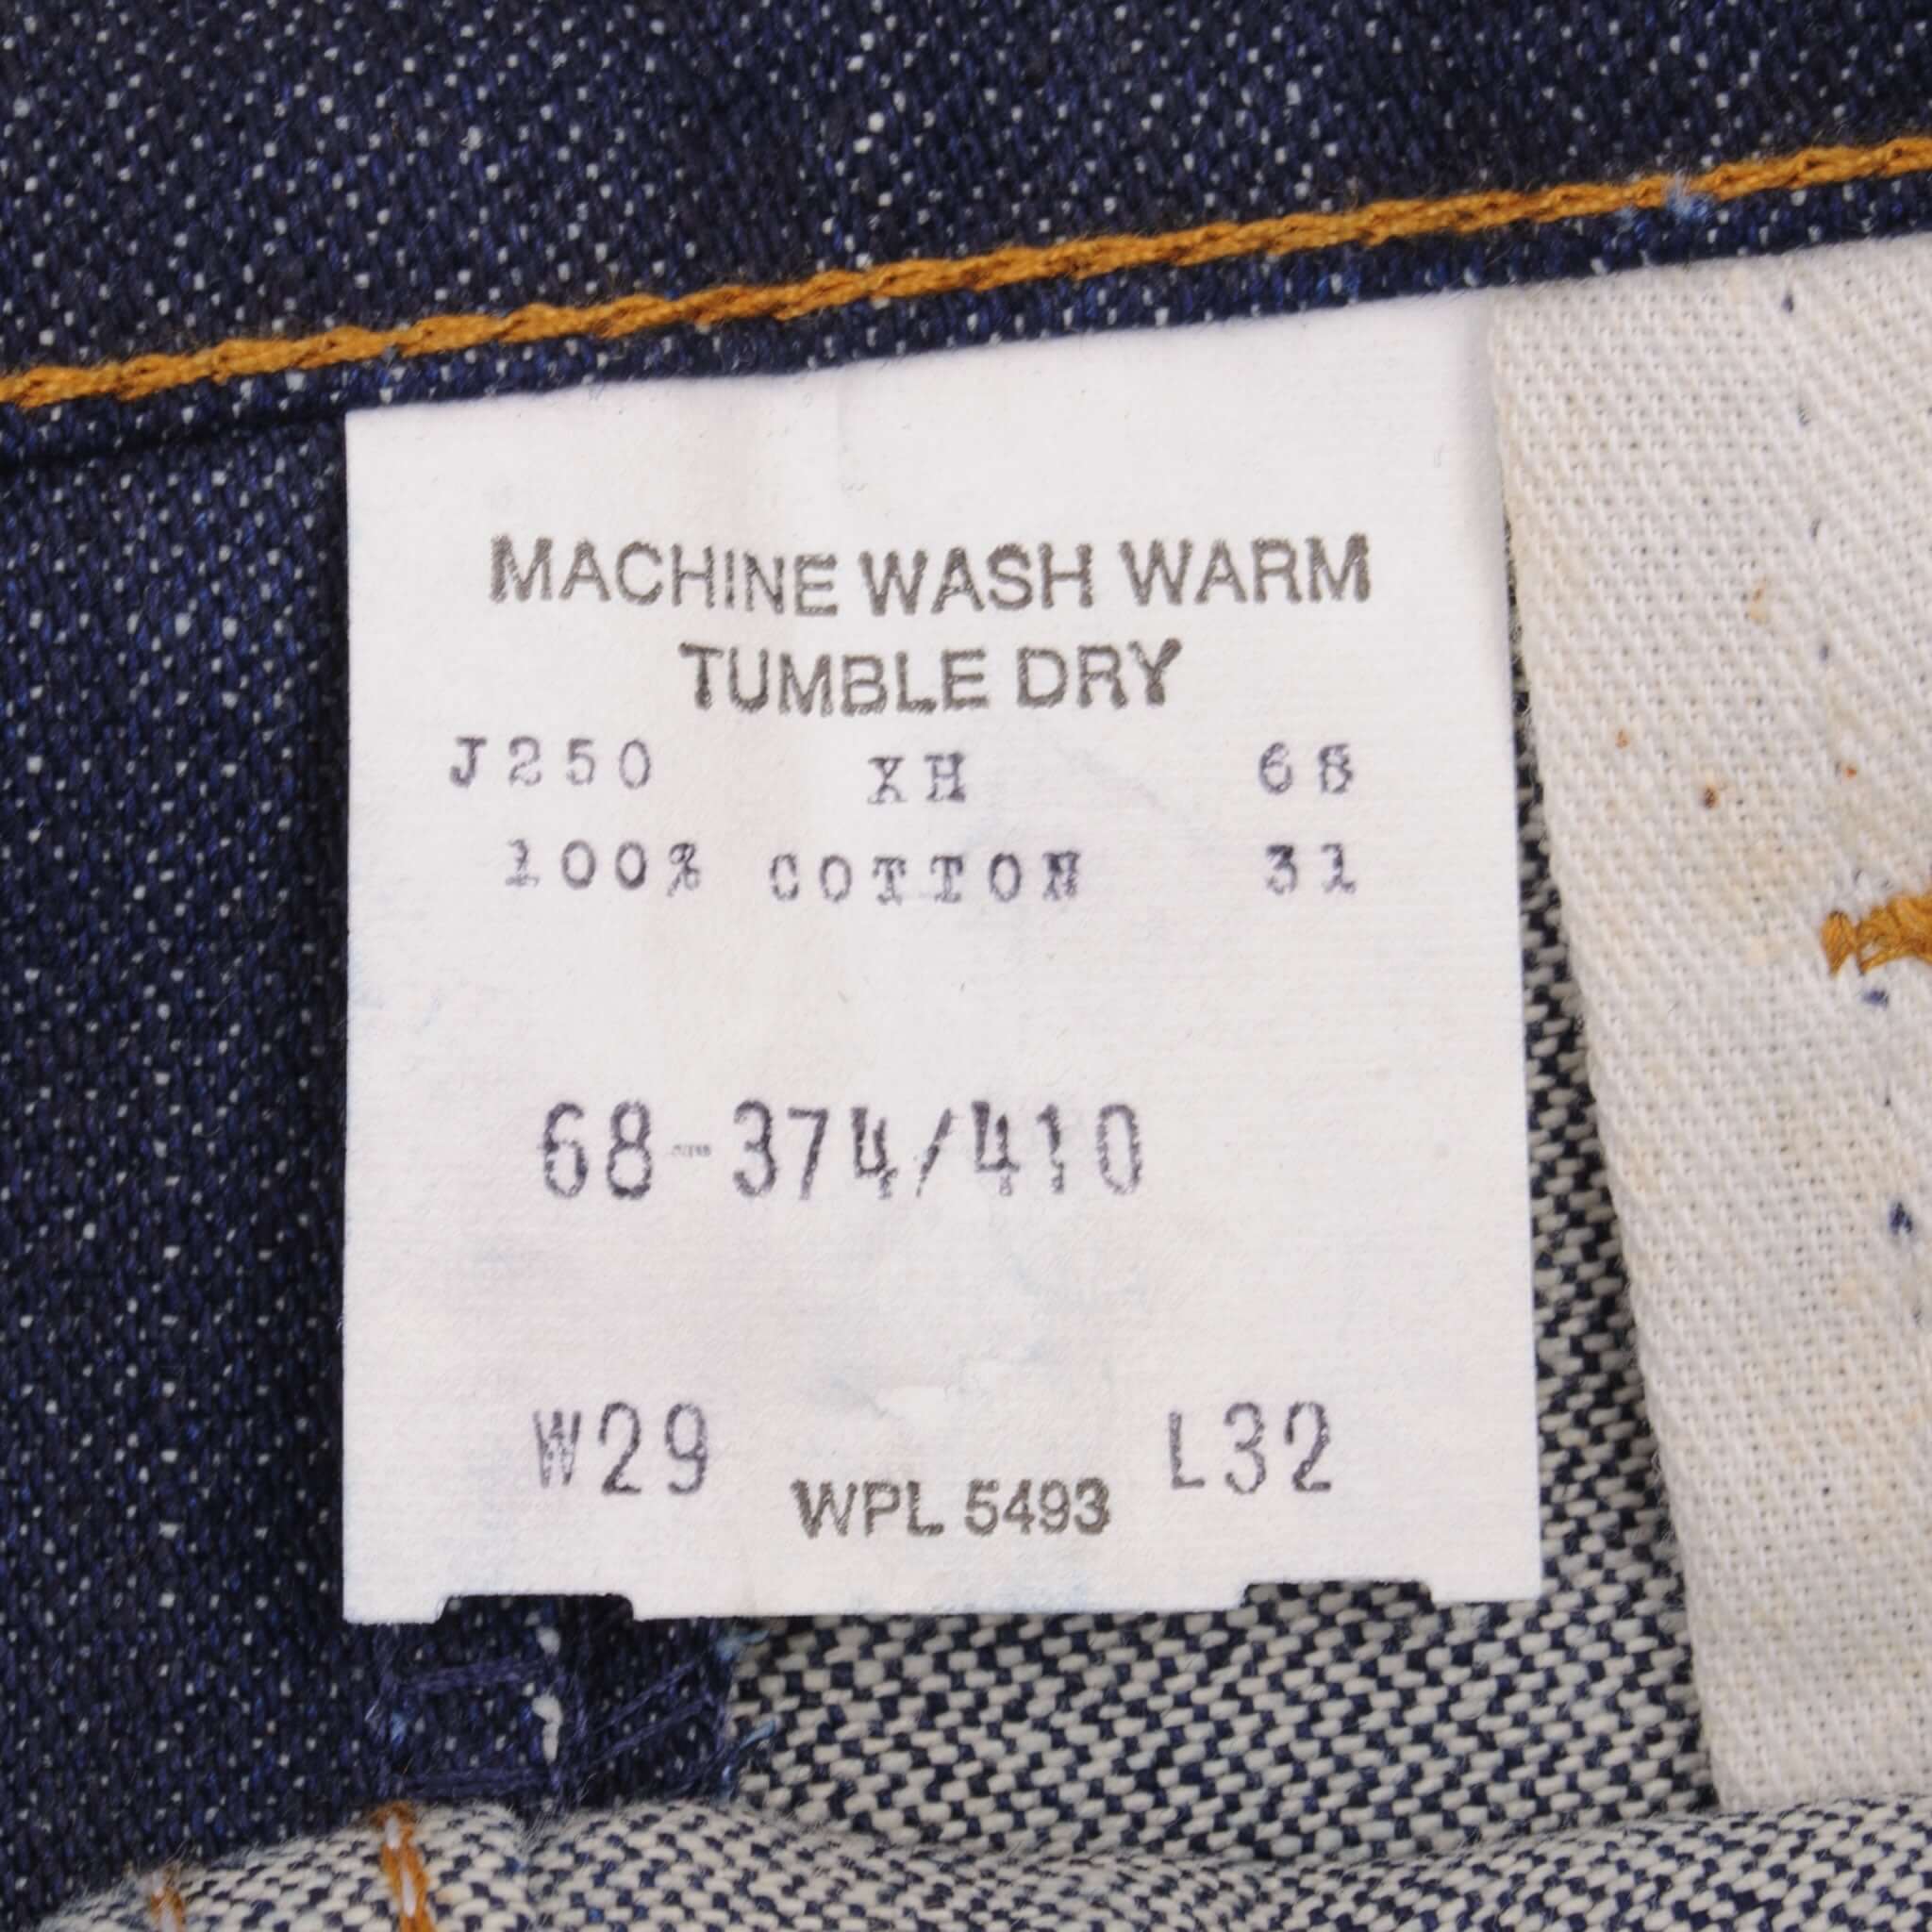 MACHINE WASH WARM
TUMBLE DRY
J250 XH 68
100% COTTON 31
68-374/410
W29 L32
WPL 5493